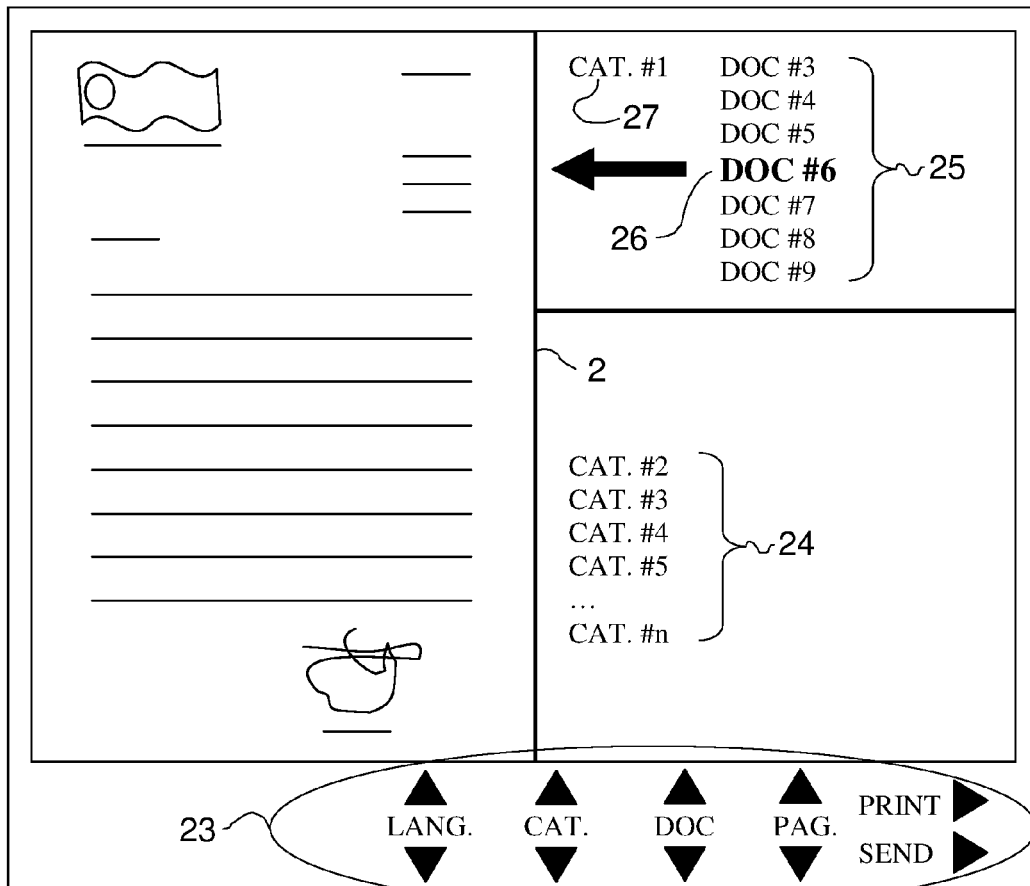 CAT. #1 DOC #3
27 DOC #4
DOC #5
DOC #6 25
DOC #7
26 DOC #8
DOC #9
2
CAT. #2
CAT. #3
CAT. #4 24
CAT. #5
...
CAT. #n
23 LANG. CAT. DOC PAG. PRINT
SEND